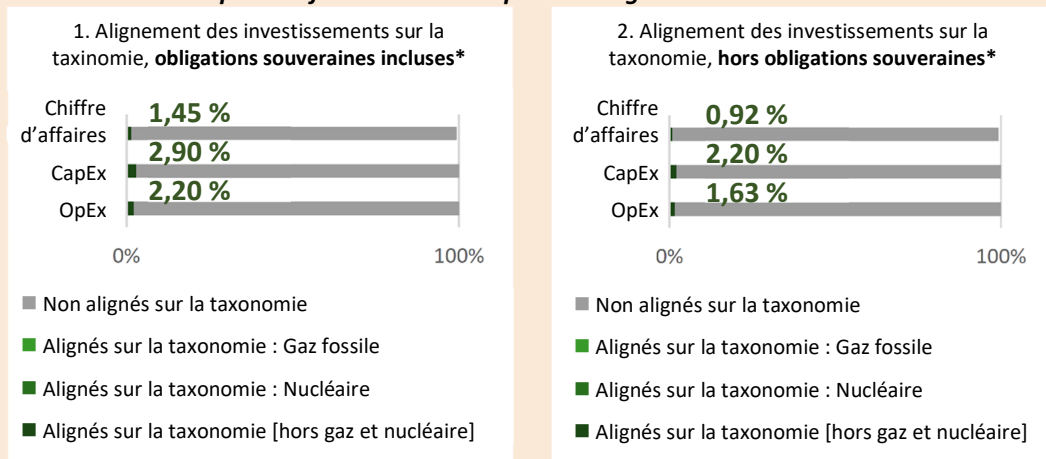 1. Alignement des investissements sur la
taxinomie, obligations souveraines incluses*
Chiffre
d'affaires
1,45 %
CapEx
2,90 %
OpEx
2,20 %
0%
100%
Non alignés sur la taxonomie
Alignés sur la taxonomie : Gaz fossile
Alignés sur la taxonomie : Nucléaire
Alignés sur la taxonomie [hors gaz et nucléaire]
2. Alignement des investissements sur la
taxonomie, hors obligations souveraines*
Chiffre
d'affaires
0,92 %
CapEx
2,20 %
OpEx
1,63 %
0%
100%
Non alignés sur la taxonomie
Alignés sur la taxonomie : Gaz fossile
Alignés sur la taxonomie : Nucléaire
Alignés sur la taxonomie [hors gaz et nucléaire]